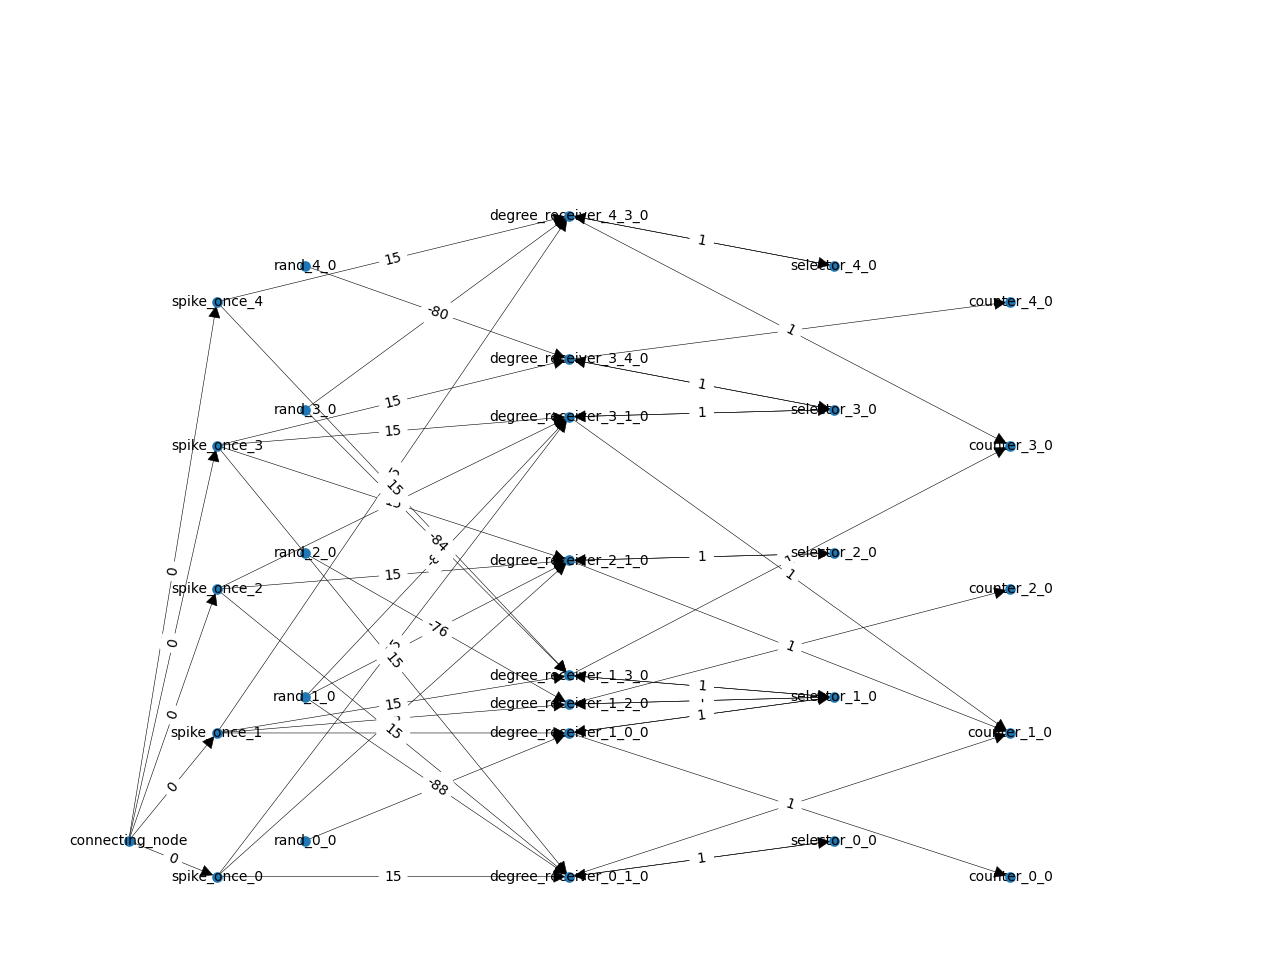 degree_receiver_4_3_0
1
15
rand_4_0
selector_4_0
spike_once_4
counter_4_0
-80
1
degree_receiver_3_4_0
1
15
rand_3_0
selector_3_0
degree_receiver_3_1_0
1
15
spike_once_3
counter_3_0
15
-84
rand_2_0
degree_receiver_2_1_0
1
selector_2_0
0
15
1
spike_once_2
counter_2_0
-76
0
1
15
degree_receiver_1_3_0
1
rand_1_0
selector_1_0
degree_receiver_1_2_0
15
0
1
15
spike_once_1
degree_receiver_1_0_0
counter_1_0
0
-88
1
connecting_node
rand_0_0
selector_0_0
0
1
spike_once_0
15
degree_receiver_0_1_0
counter_0_0